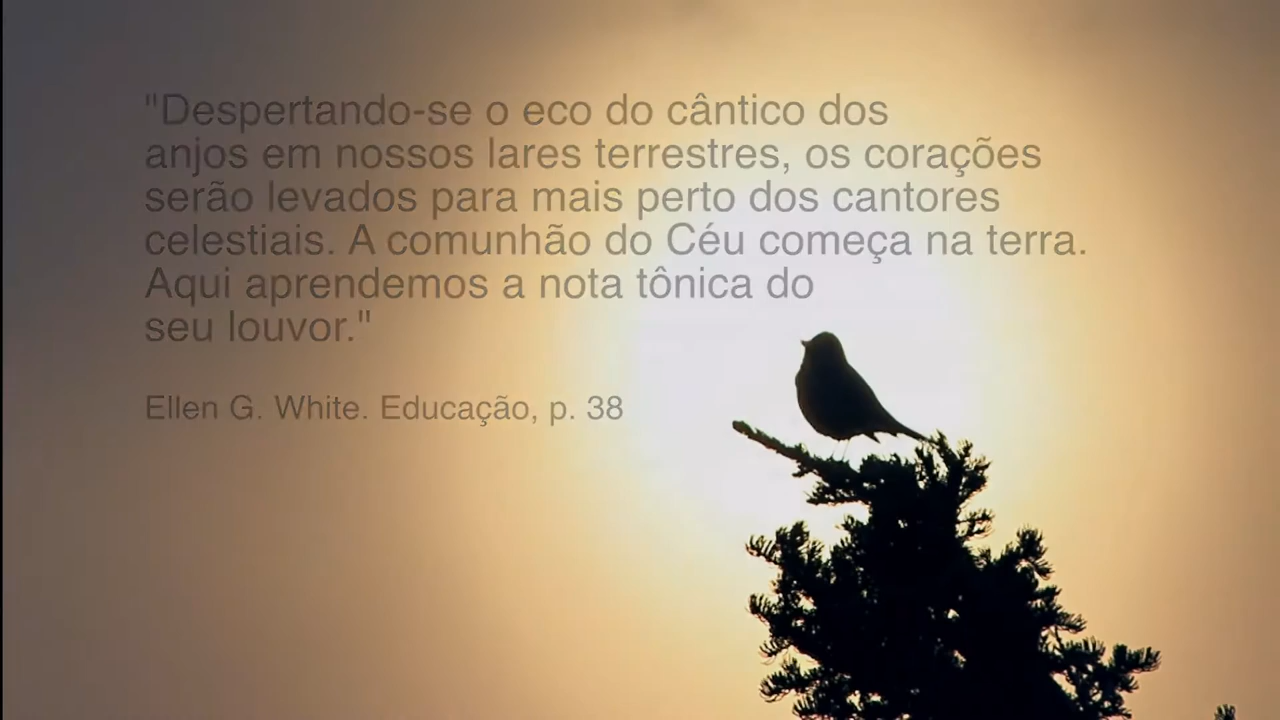 "Despertando-se o eco do cântico dos
anjos em nossos lares terrestres, os corações
serão levados para mais perto dos cantores
celestiais. A comunhão do Céu começa na terra.
Aqui aprendemos a nota tônica do
seu louvor."
Ellen G. White. Educação, p. 38